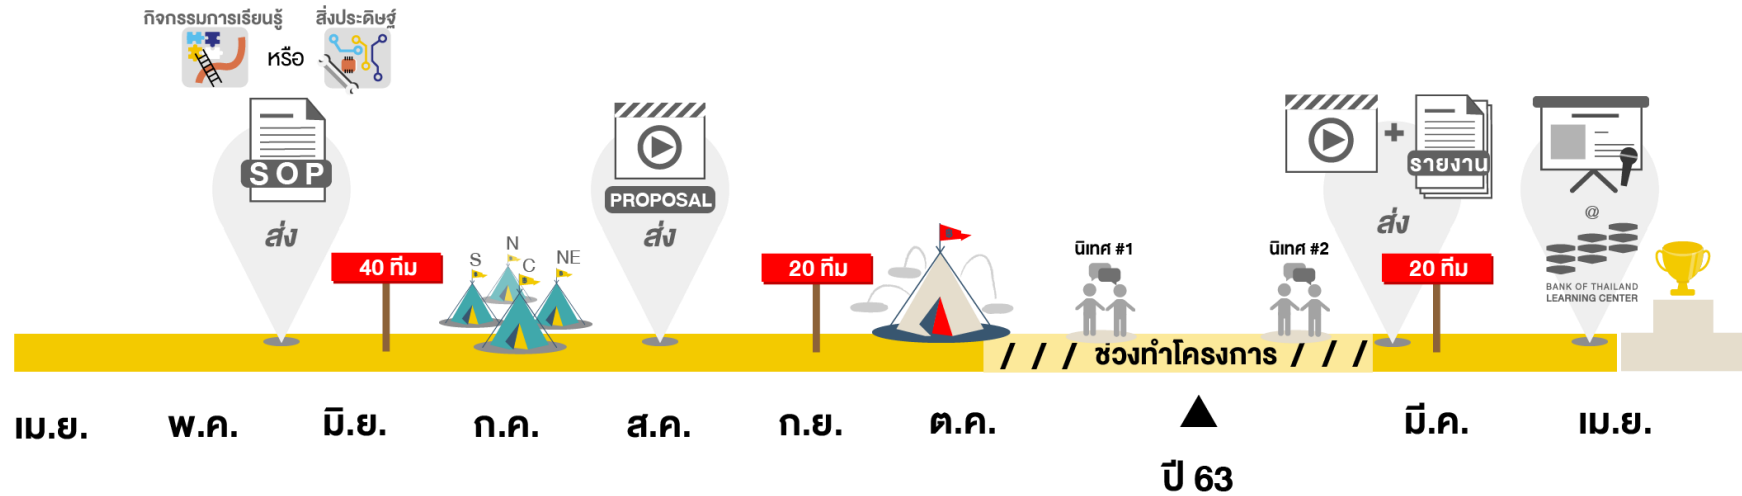 กิจกรรมการเรียนรู้ หรือ สิ่งประดิษฐ์
SOP
ส่ง
40 ทีม
S N C NE
PROPOSAL
ส่ง
20 ทีม
นิเทศ #1
นิเทศ #2
+ รายงาน
ส่ง
20 ทีม
@
BANK OF THAILAND
LEARNING CENTER
/ / / ช่วงทำโครงการ / / /
เม.ย. พ.ค. มิ.ย. ก.ค. ส.ค. ก.ย. ต.ค. มี.ค. เม.ย.
ปี 63